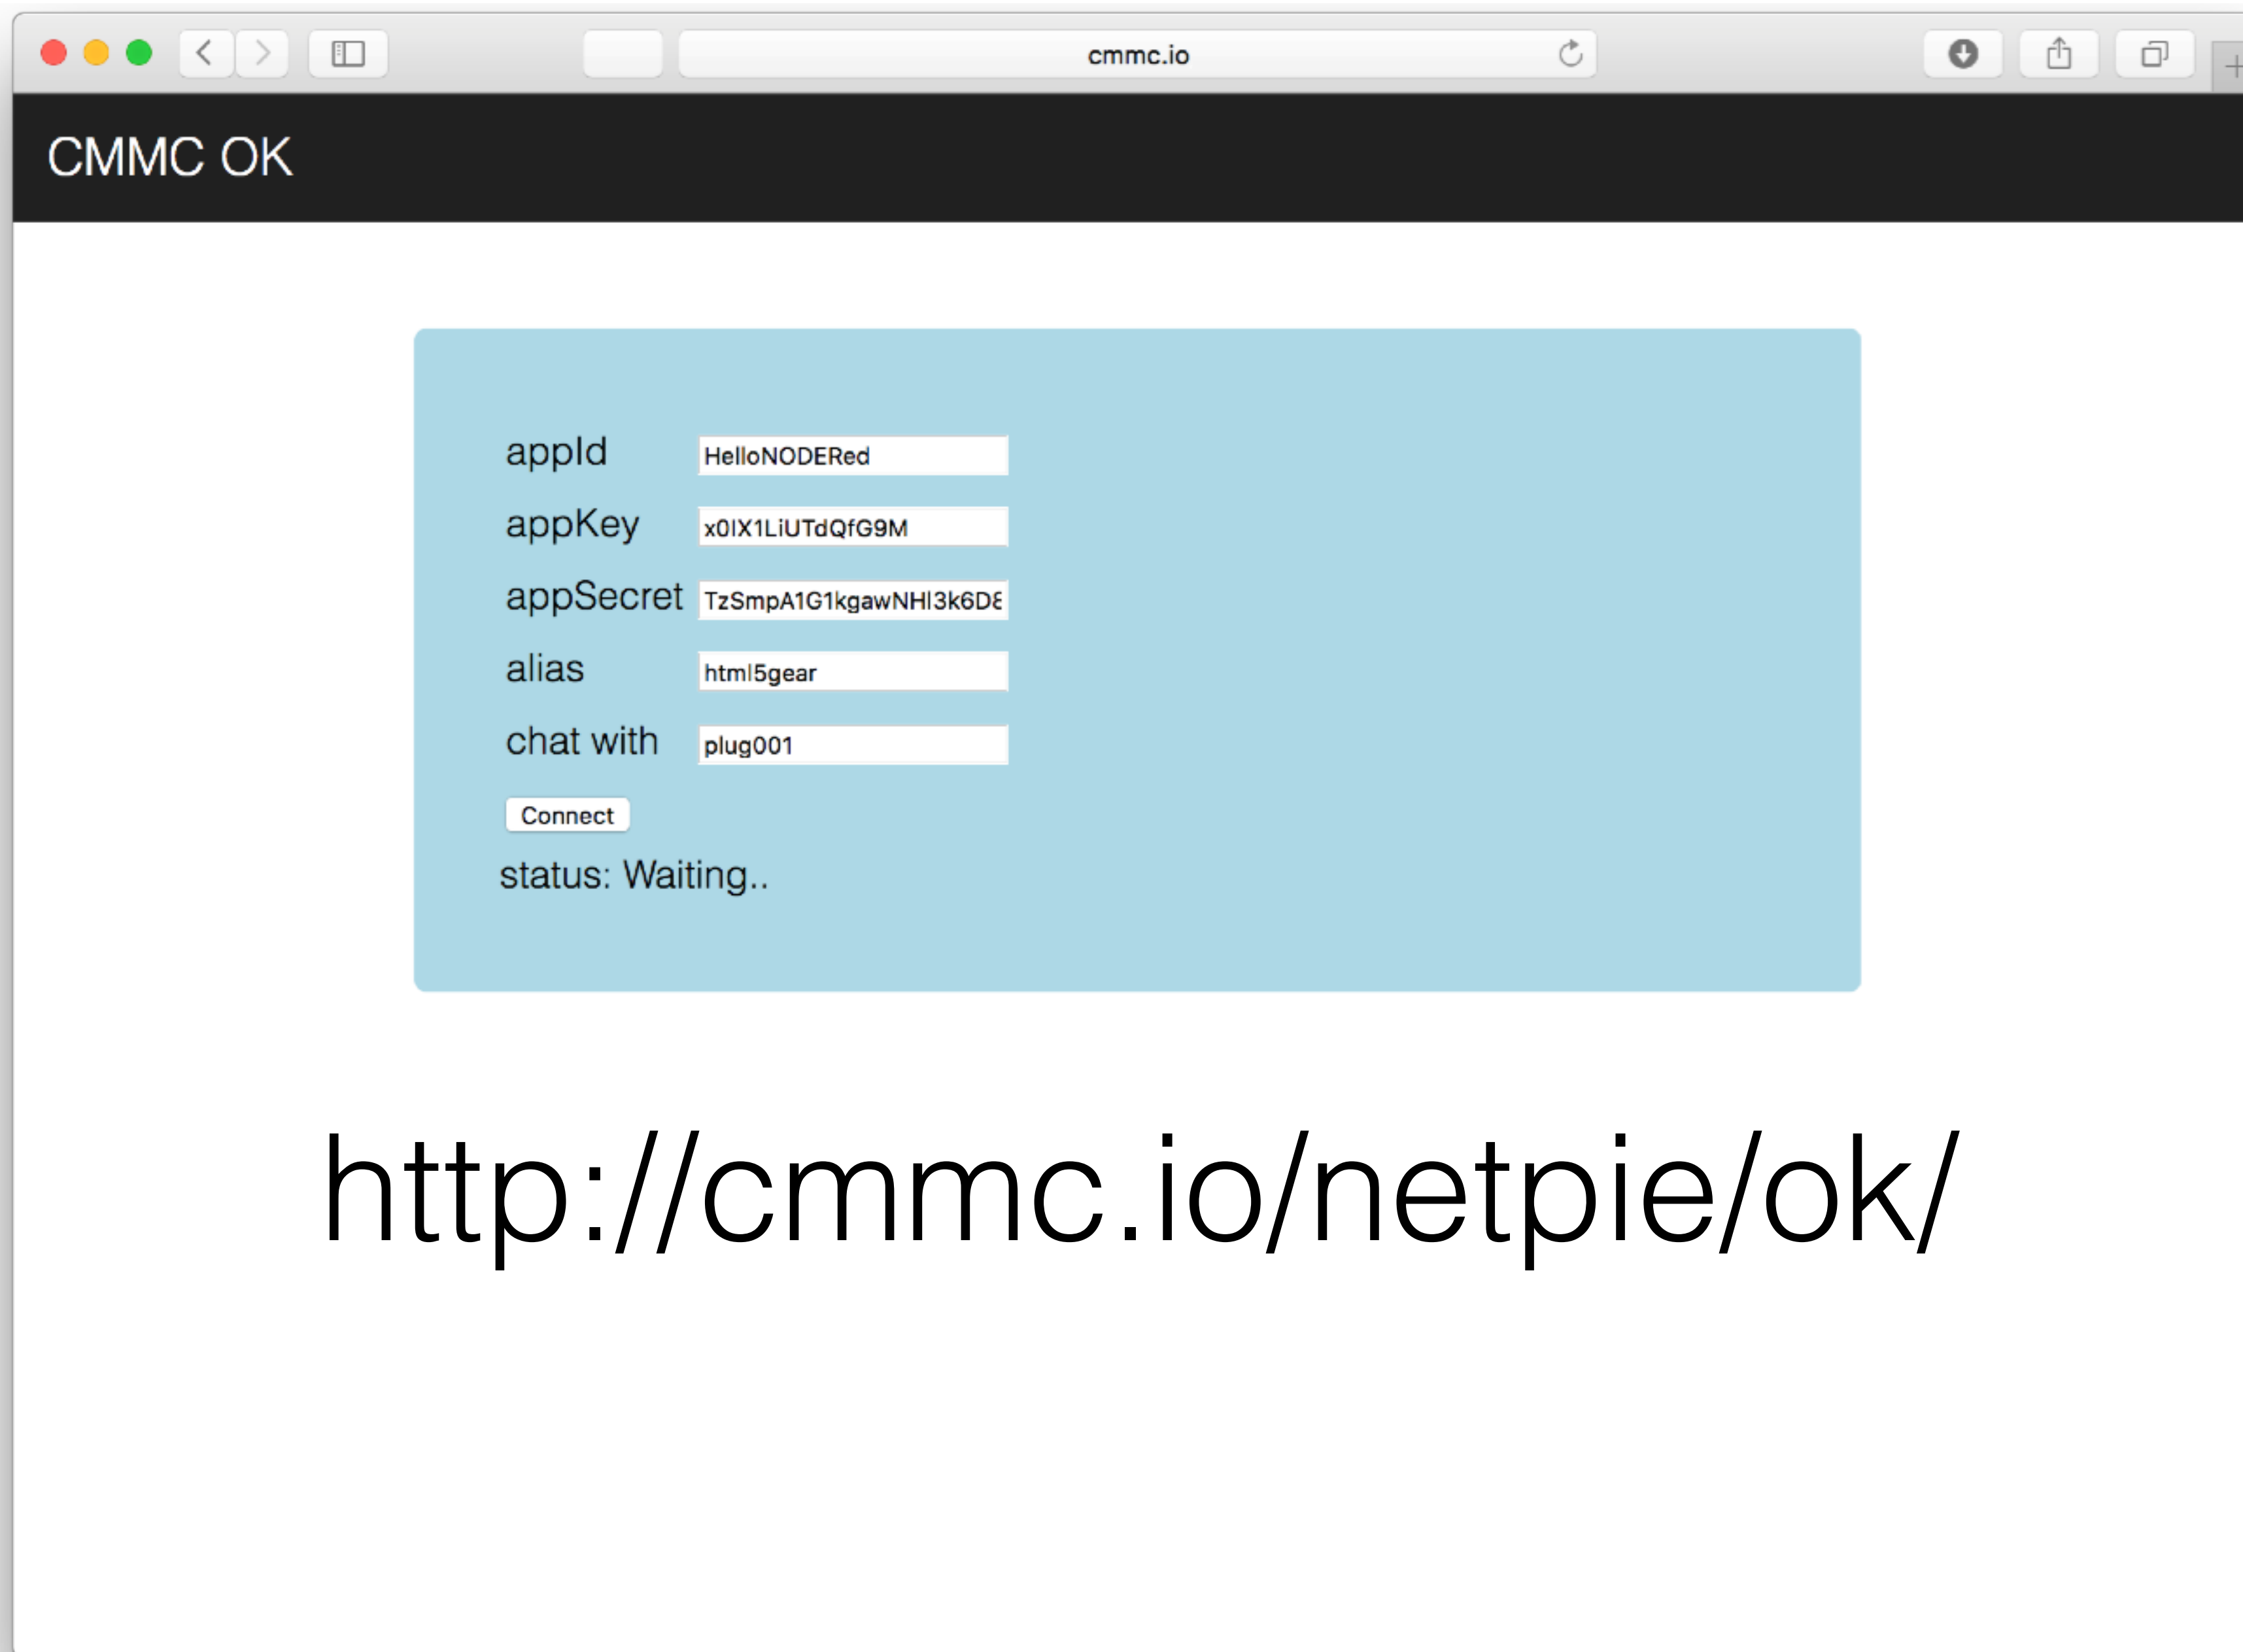 cmmc.io
CMMC OK
appId HelloNODERed
appKey x0IX1LiUTdQfG9M
appSecret TzSmpA1G1kgawNHl3k6D8
alias html5gear
chat with plug001
Connect
status: Waiting..
http://cmmc.io/netpie/ok/